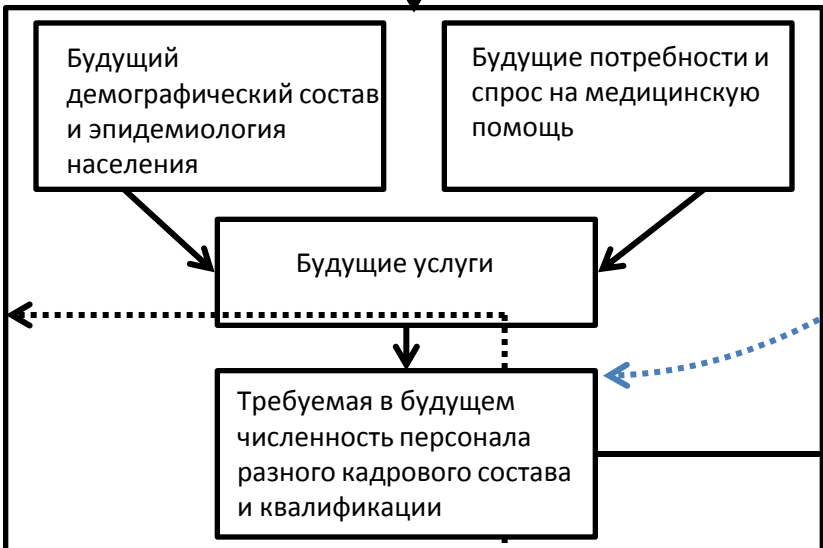 Будущий
демографический состав
и эпидемиология
населения
Будущие потребности и
спрос на медицинскую
помощь
Будущие услуги
Требуемая в будущем
численность персонала
разного кадрового состава
и квалификации